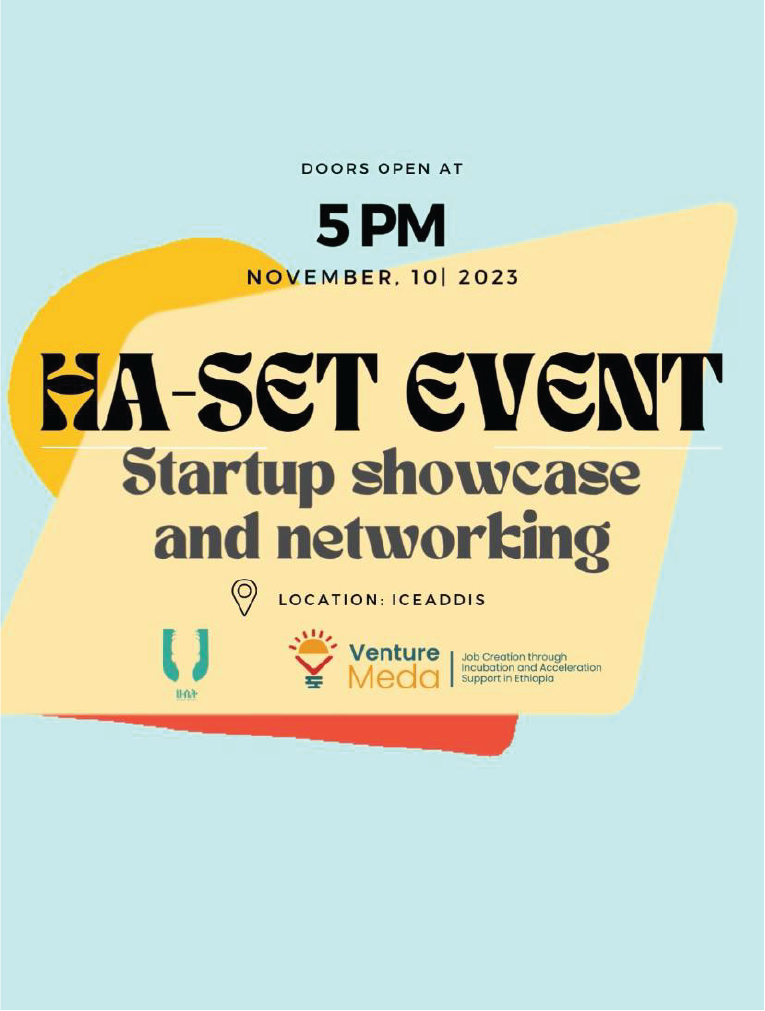 DOORS OPEN AT
5 PM
NOVEMBER, 10| 2023
HA-SET EVENT
Startup showcase
and networking
LOCATION: ICEADDIS
ሀሴት
Venture
Meda
Job Creation through
Incubation and Acceleration
Support in Ethiopia